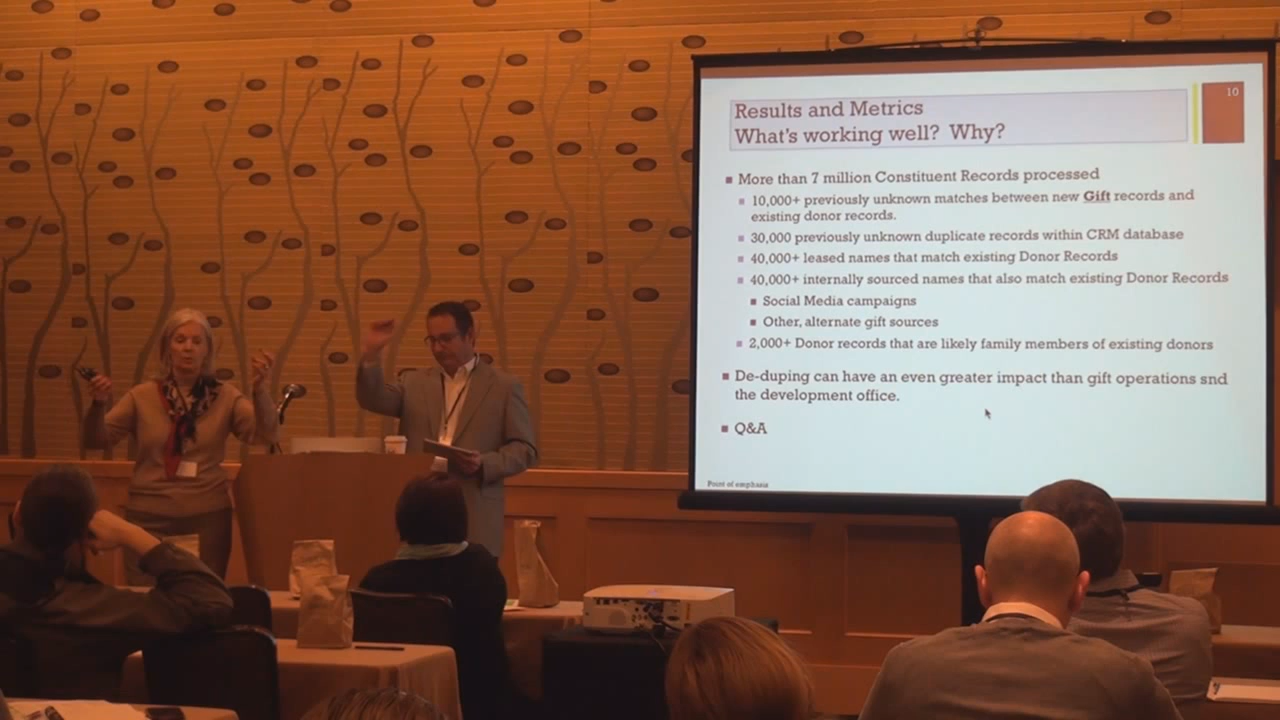 10
Results and Metrics
What's working well? Why?
More than 7 million Constituent Records processed
10,000+ previously unknown matches between new Gift records and
existing donor records.
30,000 previously unknown duplicate records within CRM database
40,000+ leased names that match existing Donor Records
40,000+ internally sourced names that also match existing Donor Records
Social Media campaigns
Other, alternate gift sources
2,000+ Donor records that are likely family members of existing donors
De-duping can have an even greater impact than gift operations snd
the development office.
Q&A
Point of emphasis